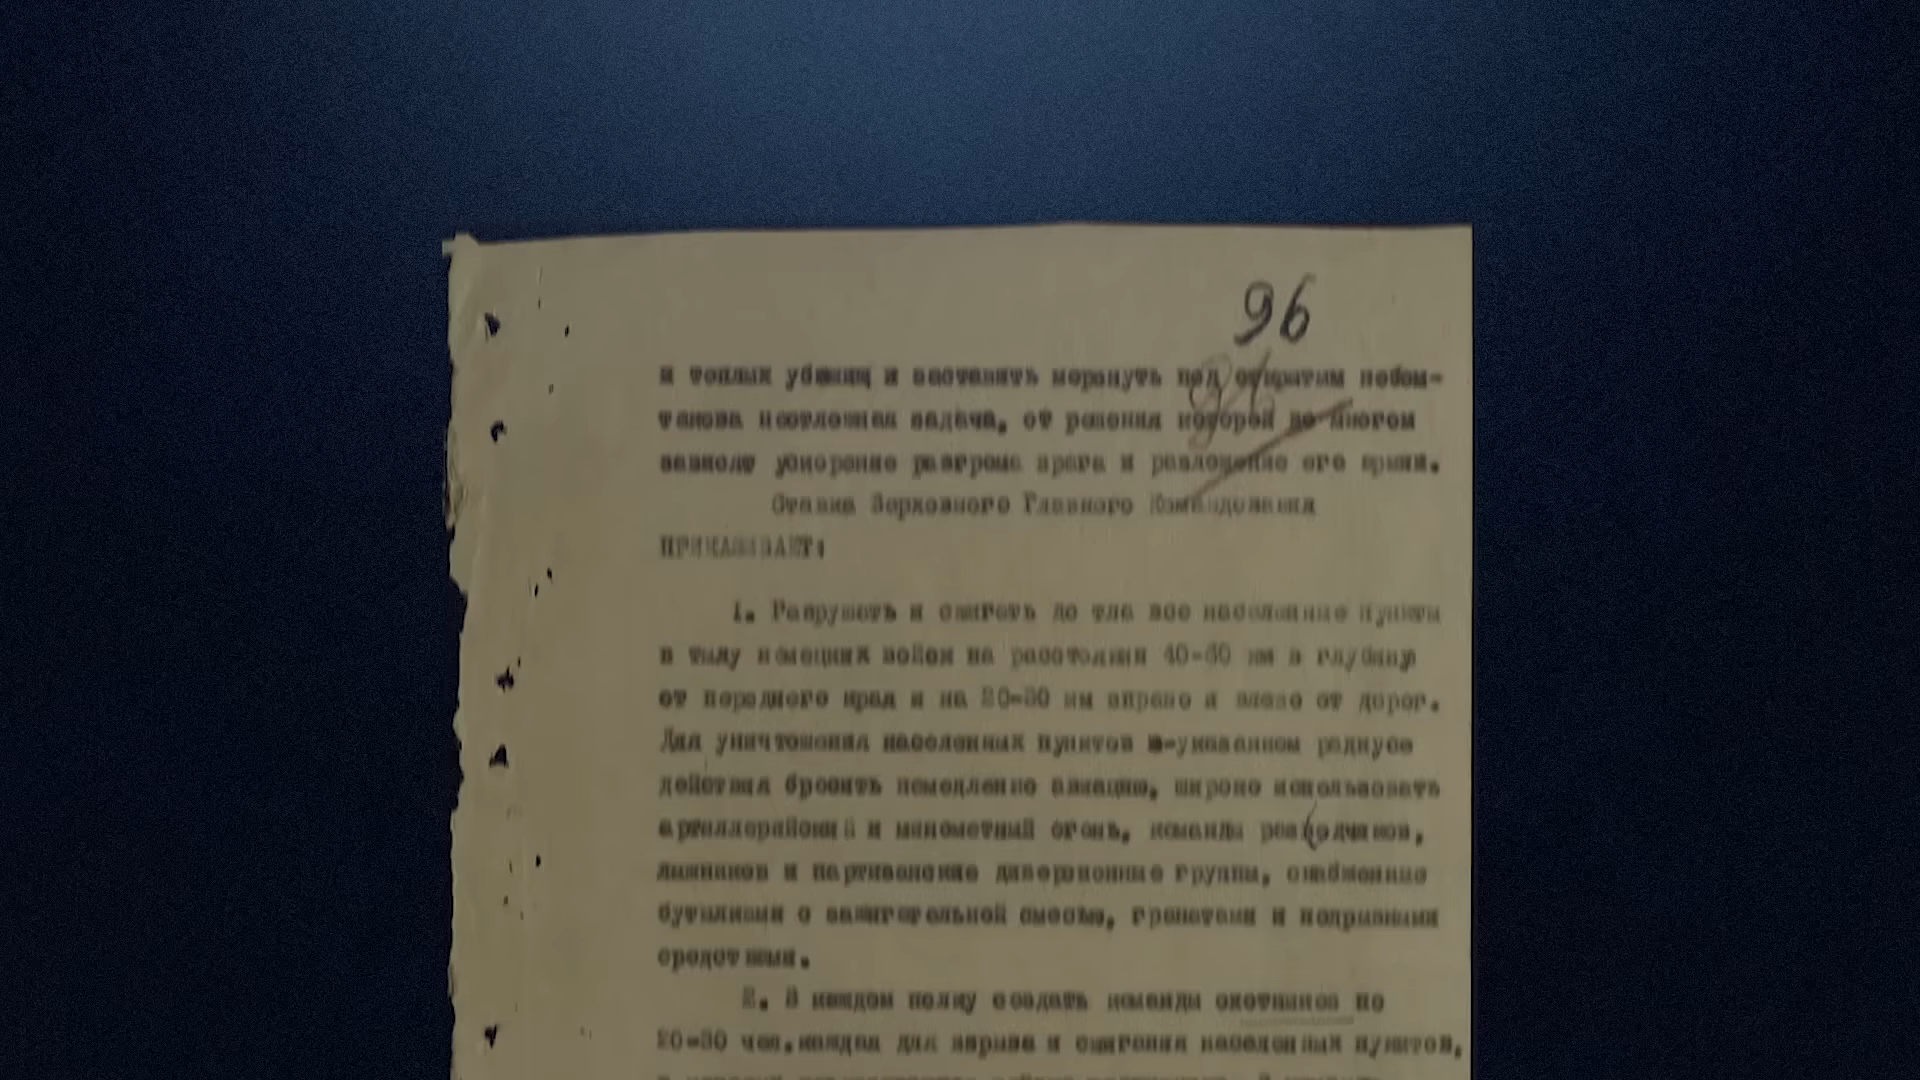 96
и теплых убежищ и заставить мерзнуть под открытым небом-
такова неотложная задача, от решения которой во многом
зависит ускорение разгрома врага и разложение его армии.
Ставка Верховного Главного Командования
ПРИКАЗЫВАЕТ:
1. Разрушать и сжигать до тла все населенные пункты
в тылу немецких войск на расстоянии 40-60 км в глубину
от переднего края и на 20-30 км вправо и влево от дорог.
Для уничтожения населенных пунктов в указанном радиусе
действия бросить немедленно авиацию, широко использовать
артиллерийский и минометный огонь, команды разведчиков,
лыжников и партизанские диверсионные группы, снабженные
бутылками с зажигательной смесью, гранатами и подрывными
средствами.
2. В каждом полку создать команды охотников по
20-30 чел. каждая для взрыва и сжигания населенных пунктов,